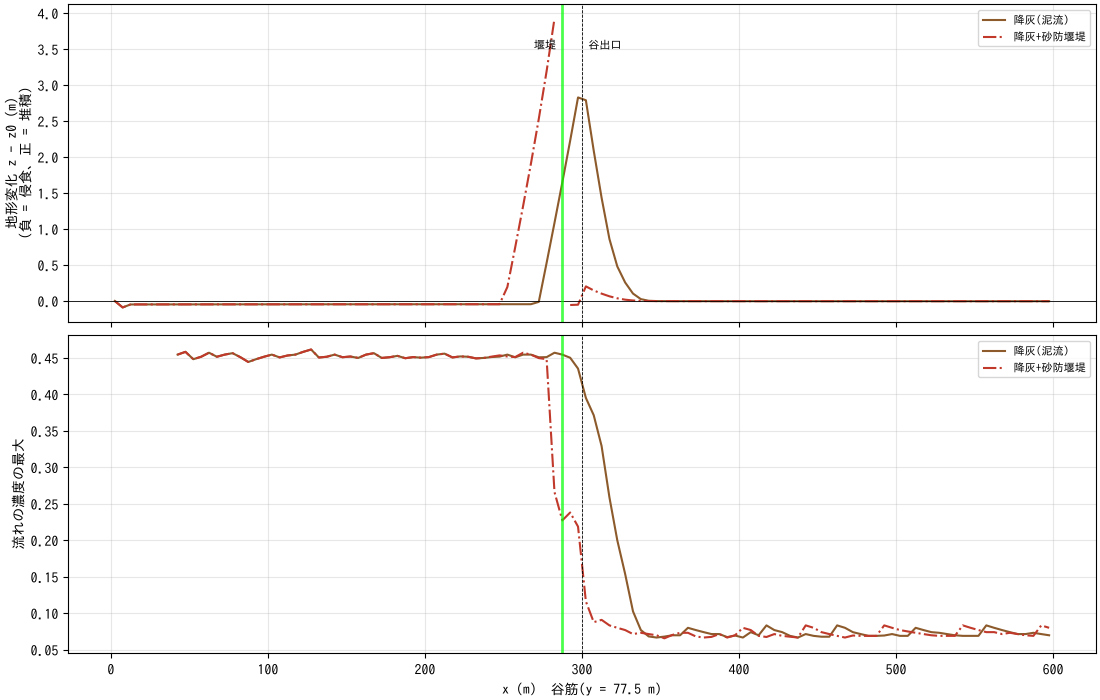 地形変化 z - z0 (m)
(負 = 侵食、正 = 堆積)
4.0
3.5
3.0
2.5
2.0
1.5
1.0
0.5
0.0
堰堤
谷出口
降灰(泥流)
降灰+砂防堰堤
流れの濃度の最大
0.45
0.40
0.35
0.30
0.25
0.20
0.15
0.10
0.05
降灰(泥流)
降灰+砂防堰堤
0 100 200 300 400 500 600
x (m) 谷筋(y = 77.5 m)